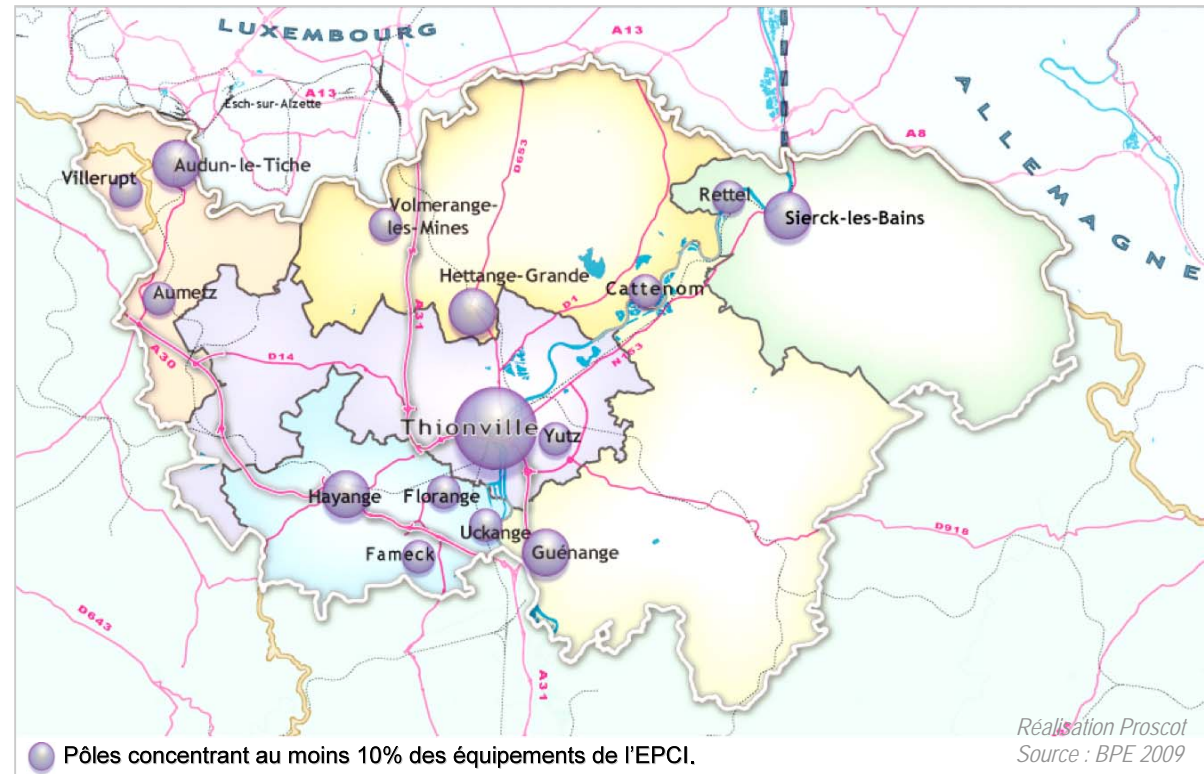 LUXEMBOURG
A13
A13
Esch-sur-Alzette
D653
A8
ALLEMAGNE
Audun-le-Tiche
Villerupt
Volmerange-
les-Mines
Rettel
Sierck-les-Bains
Hettange-Grande
Cattenom
Aumetz
A31
D1
A30
D14
N153
Thionville
Yutz
Hayange
Florange
Uckange
Fameck
Guénange
D918
D643
A31
Réalisation Proscot
Source : BPE 2009
Pôles concentrant au moins 10% des équipements de l’EPCI.